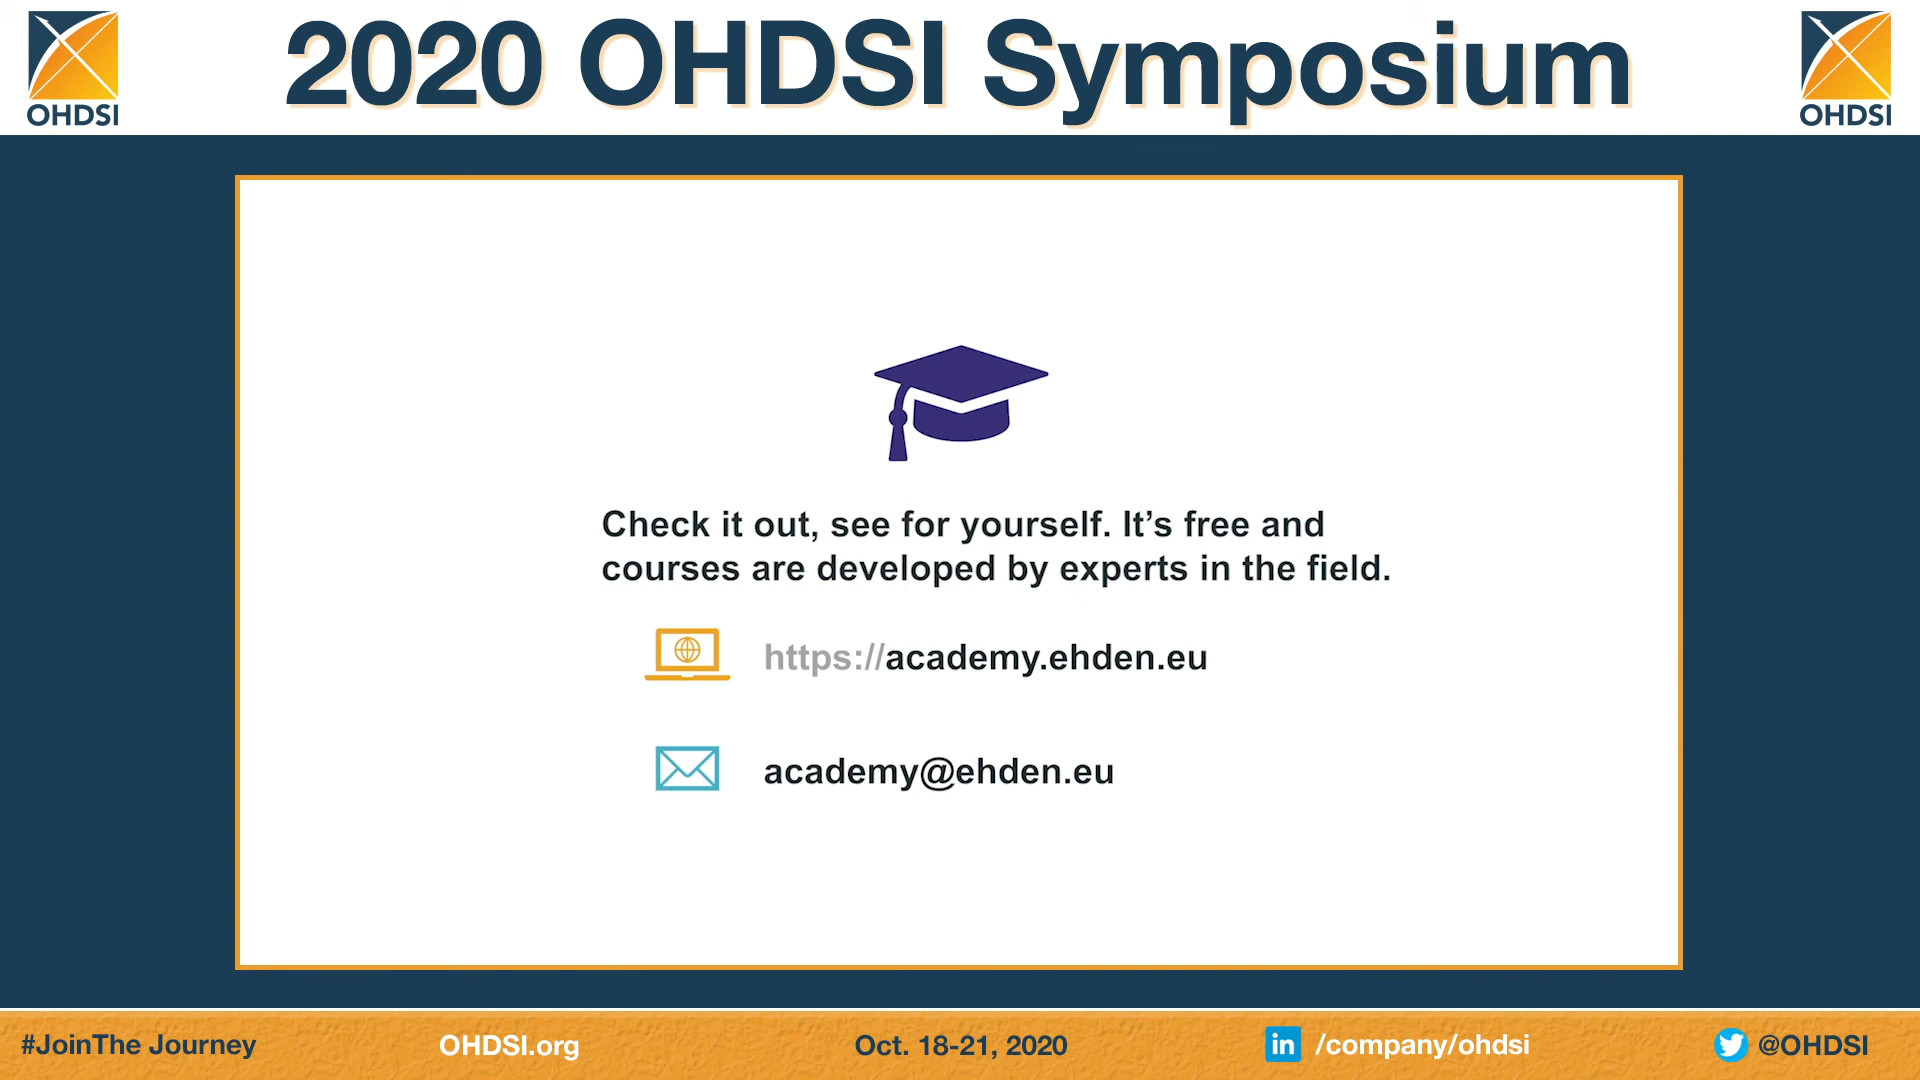 2020 OHDSI Symposium
OHDSI
OHDSI
Check it out, see for yourself. It’s free and
courses are developed by experts in the field.
https://academy.ehden.eu
academy@ehden.eu
#JoinThe Journey
OHDSI.org
Oct. 18-21, 2020
in /company/ohdsi
@OHDSI